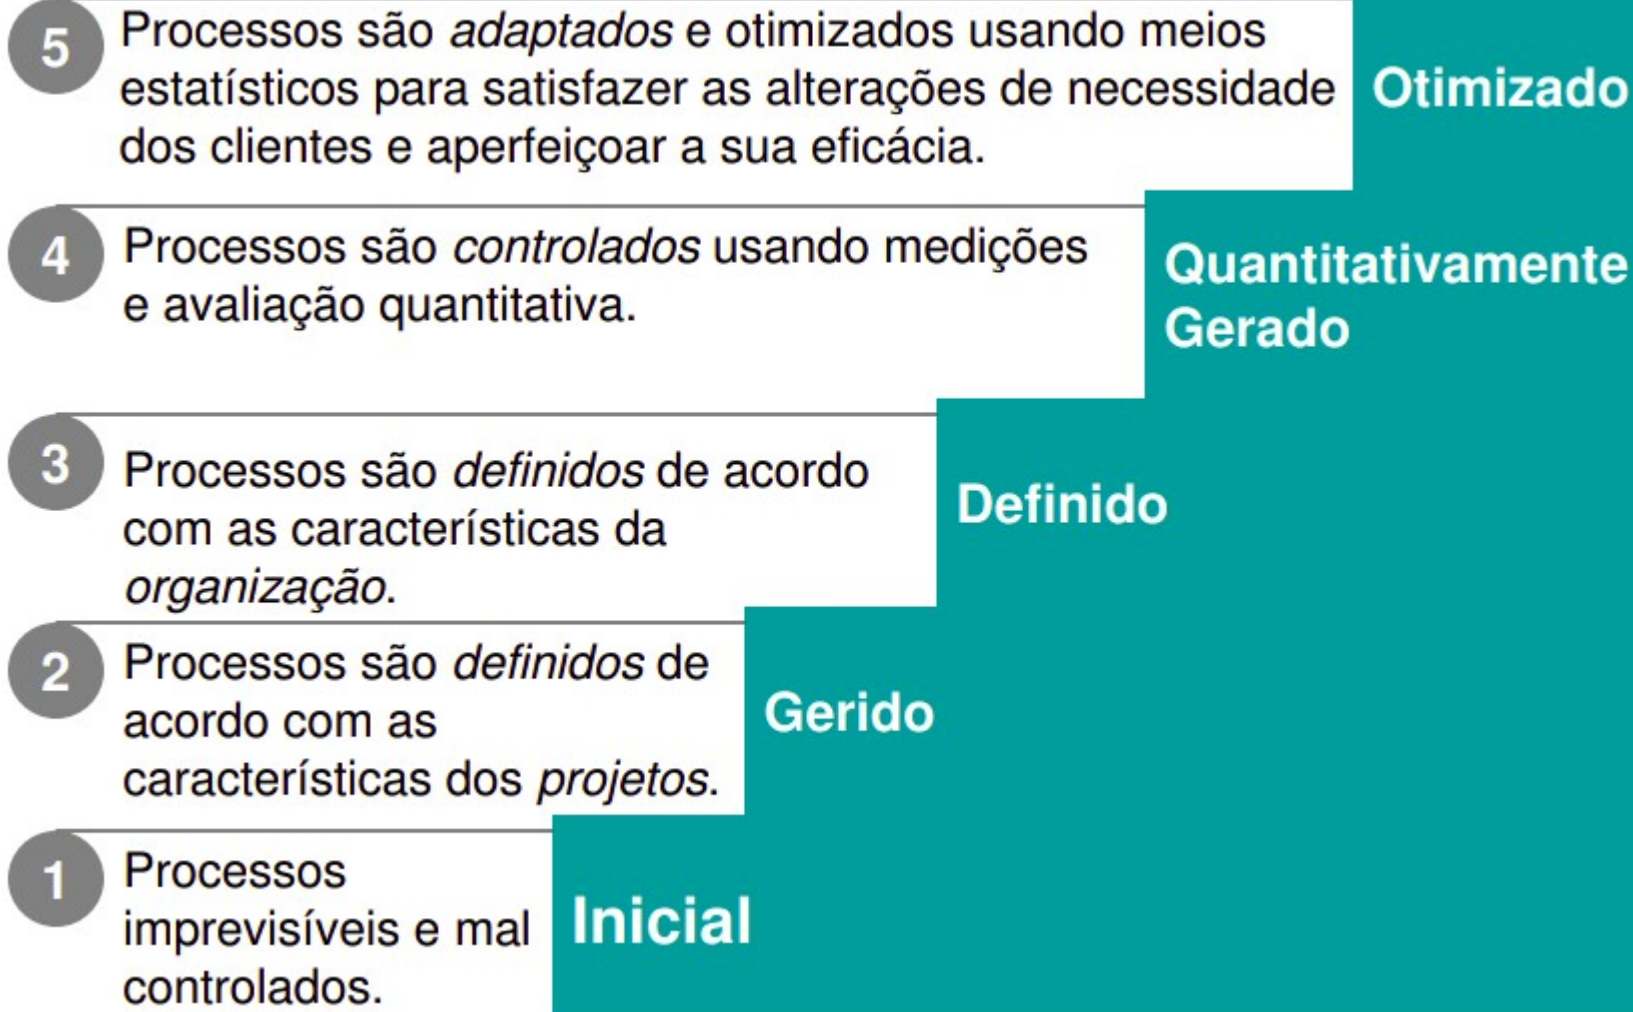 5
Processos são adaptados e otimizados usando meios
estatísticos para satisfazer as alterações de necessidade
dos clientes e aperfeiçoar a sua eficácia.
Otimizado
4
Processos são controlados usando medições
e avaliação quantitativa.
Quantitativamente
Gerado
3
Processos são definidos de acordo
com as características da
organização.
Definido
2
Processos são definidos de
acordo com as
características dos projetos.
Gerido
1
Processos
imprevisíveis e mal
controlados.
Inicial